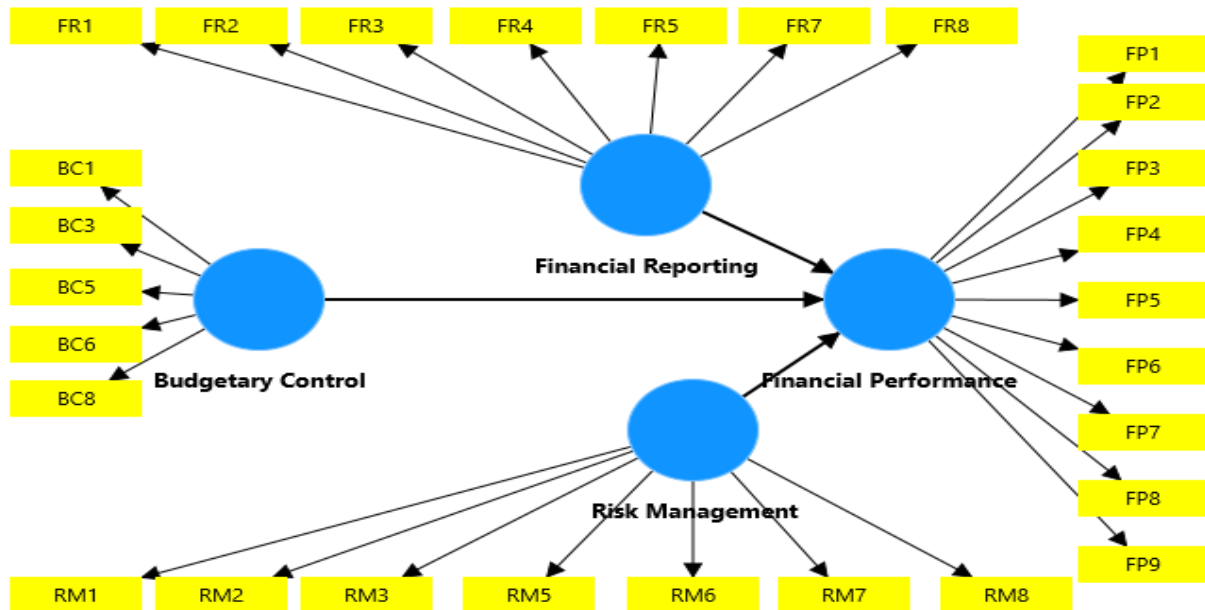 FR1
FR2
FR3
FR4
FR5
FR7
FR8
FP1
FP2
FP3
FP4
FP5
FP6
FP7
FP8
FP9
BC1
BC3
BC5
BC6
BC8
Financial Reporting
Budgetary Control
Financial Performance
Risk Management
RM1
RM2
RM3
RM5
RM6
RM7
RM8